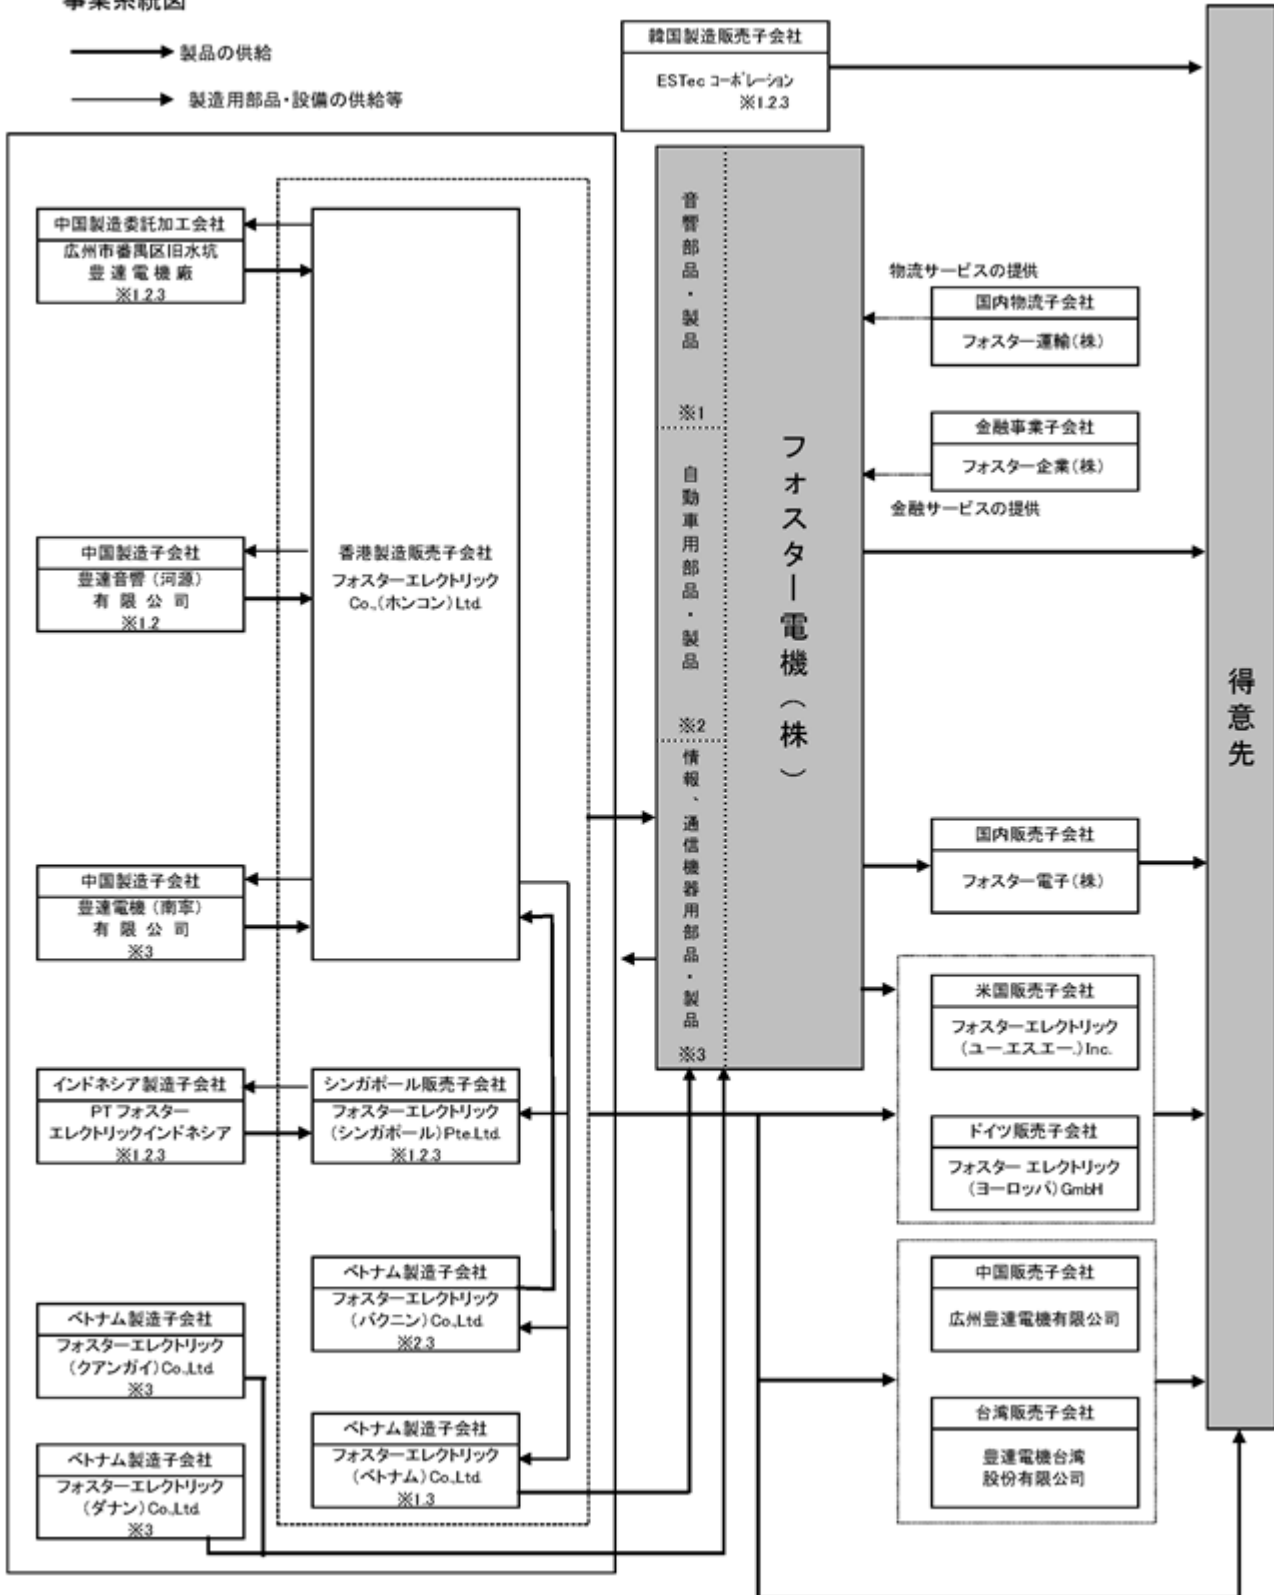 事業系統図
製品の供給
製造用部品・設備の供給等
韓国製造販売子会社
ESTec コーポレーション
※1.2.3
中国製造委託加工会社
広州市番禺区旧水坑
豊達電機廠
※1.2.3
中国製造子会社
豊達音響(河源)
有限公司
※1.2
中国製造子会社
豊達電機(南寧)
有限公司
※3
インドネシア製造子会社
PTフォスター
エレクトリックインドネシア
※1.2.3
ベトナム製造子会社
フォスターエレクトリック
(クアンガイ)Co.,Ltd.
※3
ベトナム製造子会社
フォスターエレクトリック
(ダナン)Co.,Ltd.
※3
香港製造販売子会社
フォスターエレクトリック
Co.,(ホンコン)Ltd.
シンガポール販売子会社
フォスターエレクトリック
(シンガポール)Pte.Ltd.
※1.2.3
ベトナム製造子会社
フォスターエレクトリック
(バクニン)Co.,Ltd.
※2.3
ベトナム製造子会社
フォスターエレクトリック
(ベトナム)Co.,Ltd.
※1.3
音響部品・製品
※1
自動車用部品・製品
※2
情報、通信機器用部品・製品
※3
フォスター電機(株)
物流サービスの提供
国内物流子会社
フォスター運輸(株)
金融事業子会社
フォスター企業(株)
金融サービスの提供
国内販売子会社
フォスター電子(株)
米国販売子会社
フォスターエレクトリック
(ユー.エスエー.)Inc.
ドイツ販売子会社
フォスター エレクトリック
(ヨーロッパ)GmbH
中国販売子会社
広州豊達電機有限公司
台湾販売子会社
豊達電機台湾
股份有限公司
得意先